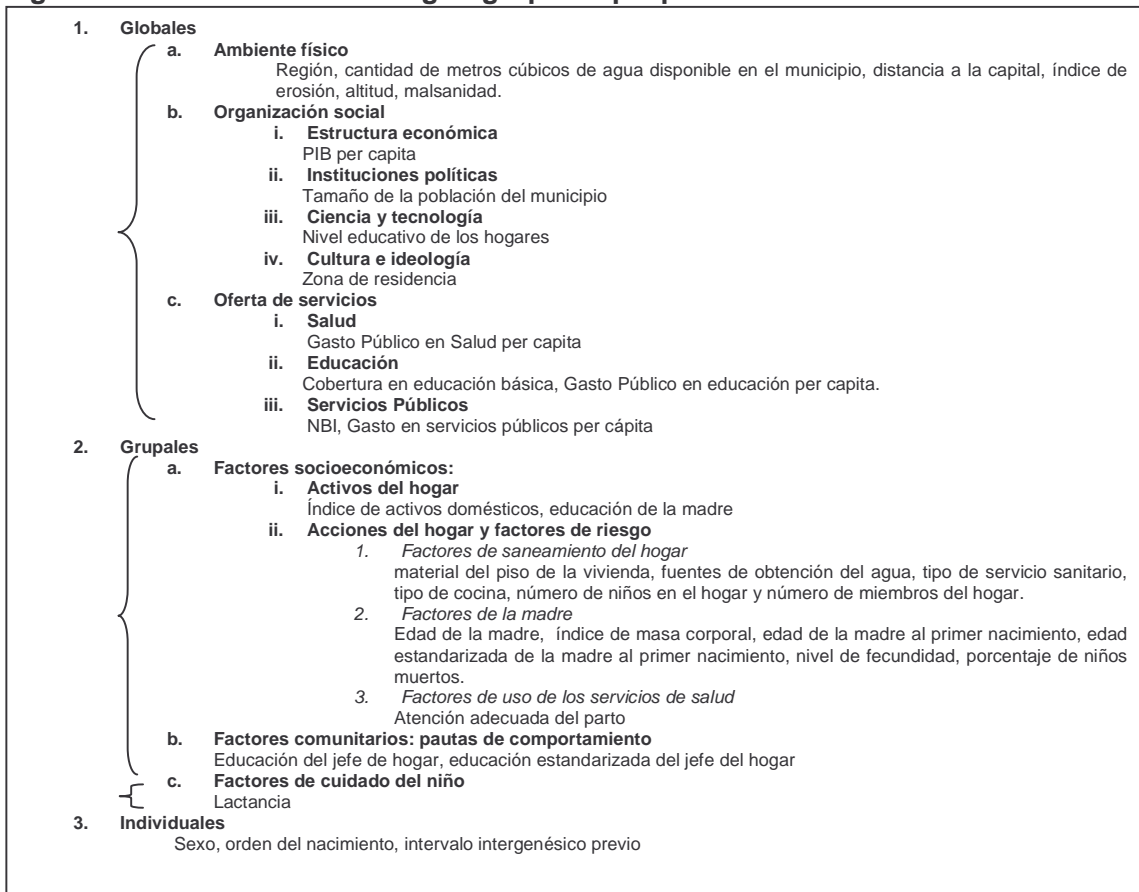 1. Globales
a. Ambiente físico
Región, cantidad de metros cúbicos de agua disponible en el municipio, distancia a la capital, índice de
erosión, altitud, malsanidad.
b. Organización social
i. Estructura económica
PIB per capita
ii. Instituciones políticas
Tamaño de la población del municipio
iii. Ciencia y tecnología
Nivel educativo de los hogares
iv. Cultura e ideología
Zona de residencia
c. Oferta de servicios
i. Salud
Gasto Público en Salud per capita
ii. Educación
Cobertura en educación básica, Gasto Público en educación per capita.
iii. Servicios Públicos
NBI, Gasto en servicios públicos per cápita
2. Grupales
a. Factores socioeconómicos:
i. Activos del hogar
Índice de activos domésticos, educación de la madre
ii. Acciones del hogar y factores de riesgo
1. Factores de saneamiento del hogar
material del piso de la vivienda, fuentes de obtención del agua, tipo de servicio sanitario,
tipo de cocina, número de niños en el hogar y número de miembros del hogar.
2. Factores de la madre
Edad de la madre, índice de masa corporal, edad de la madre al primer nacimiento, edad
estandarizada de la madre al primer nacimiento, nivel de fecundidad, porcentaje de niños
muertos.
3. Factores de uso de los servicios de salud
Atención adecuada del parto
b. Factores comunitarios: pautas de comportamiento
Educación del jefe de hogar, educación estandarizada del jefe del hogar
c. Factores de cuidado del niño
Lactancia
3. Individuales
Sexo, orden del nacimiento, intervalo intergenésico previo